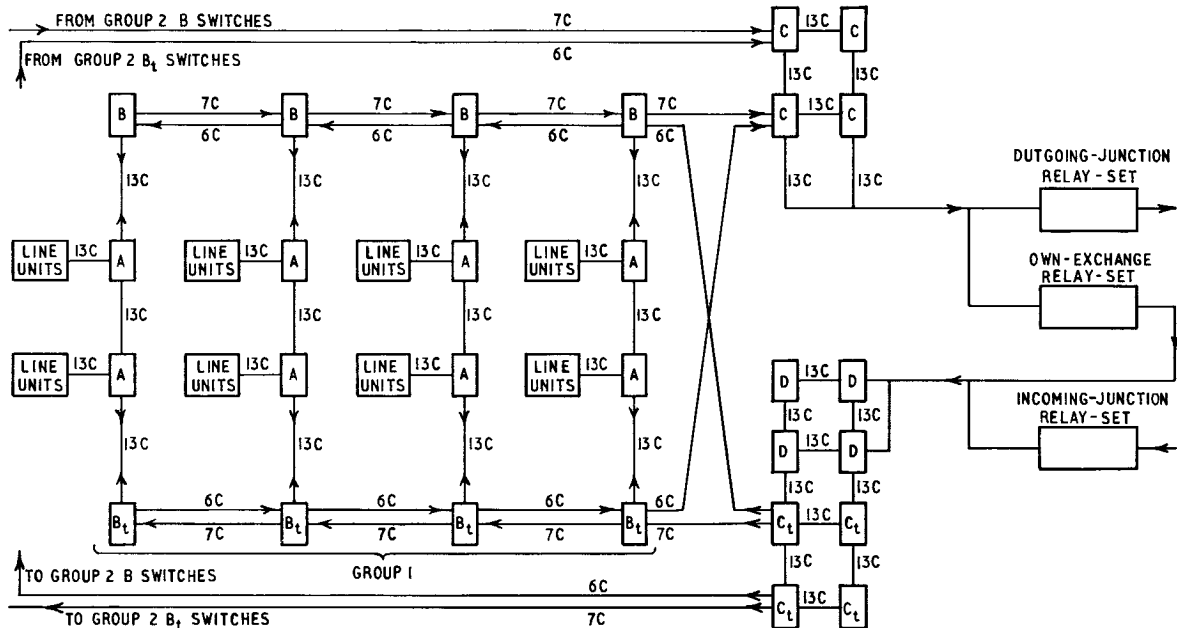 FROM GROUP 2 B SWITCHES
7C
C
13C
C
6C
FROM GROUP 2 Bt SWITCHES
13C
13C
B
7C
6C
B
7C
6C
B
7C
6C
B
7C
6C
C
13C
C
13C
13C
13C
13C
13C
13C
OUTGOING-JUNCTION
RELAY-SET
LINE
UNITS
13C
A
LINE
UNITS
13C
A
LINE
UNITS
13C
A
LINE
UNITS
13C
A
OWN-EXCHANGE
RELAY-SET
13C
13C
13C
13C
LINE
UNITS
13C
A
LINE
UNITS
13C
A
LINE
UNITS
13C
A
LINE
UNITS
13C
A
D
13C
D
INCOMING-JUNCTION
RELAY-SET
13C
13C
13C
13C
13C
13C
D
13C
D
13C
13C
Bt
6C
7C
Bt
6C
7C
Bt
6C
7C
Bt
6C
7C
Ct
13C
Ct
GROUP 1
13C
13C
TO GROUP 2 B SWITCHES
6C
Ct
13C
Ct
TO GROUP 2 Bt SWITCHES
7C